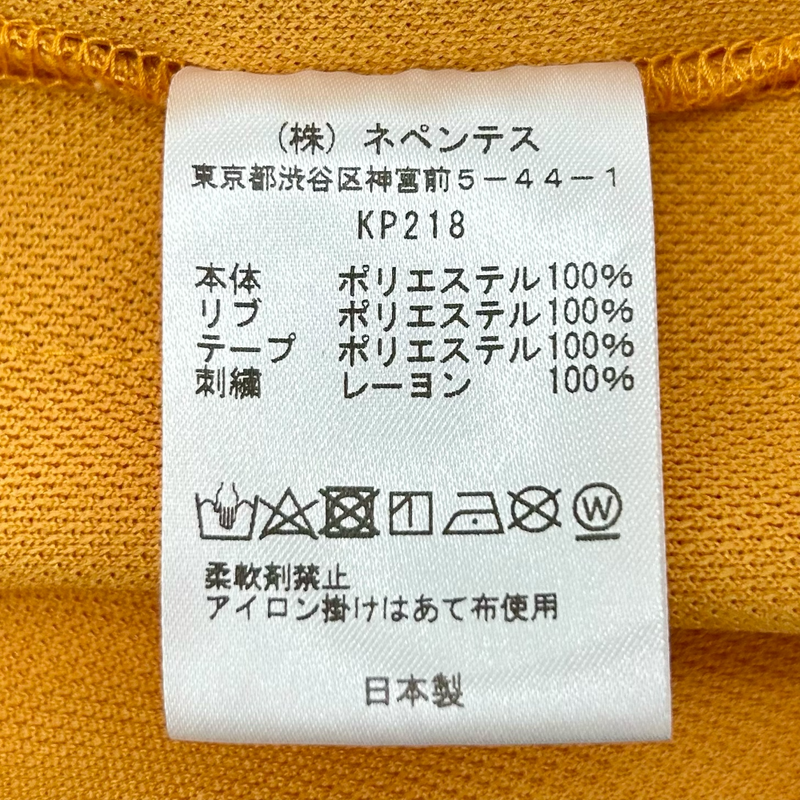 (株)ネペンテス
東京都渋谷区神宮前5-44-1
KP218
本体 ポリエステル100%
リブ ポリエステル100%
テープ ポリエステル100%
刺繍 レーヨン 100%
W
柔軟剤禁止
アイロン掛けはあて布使用
日本製